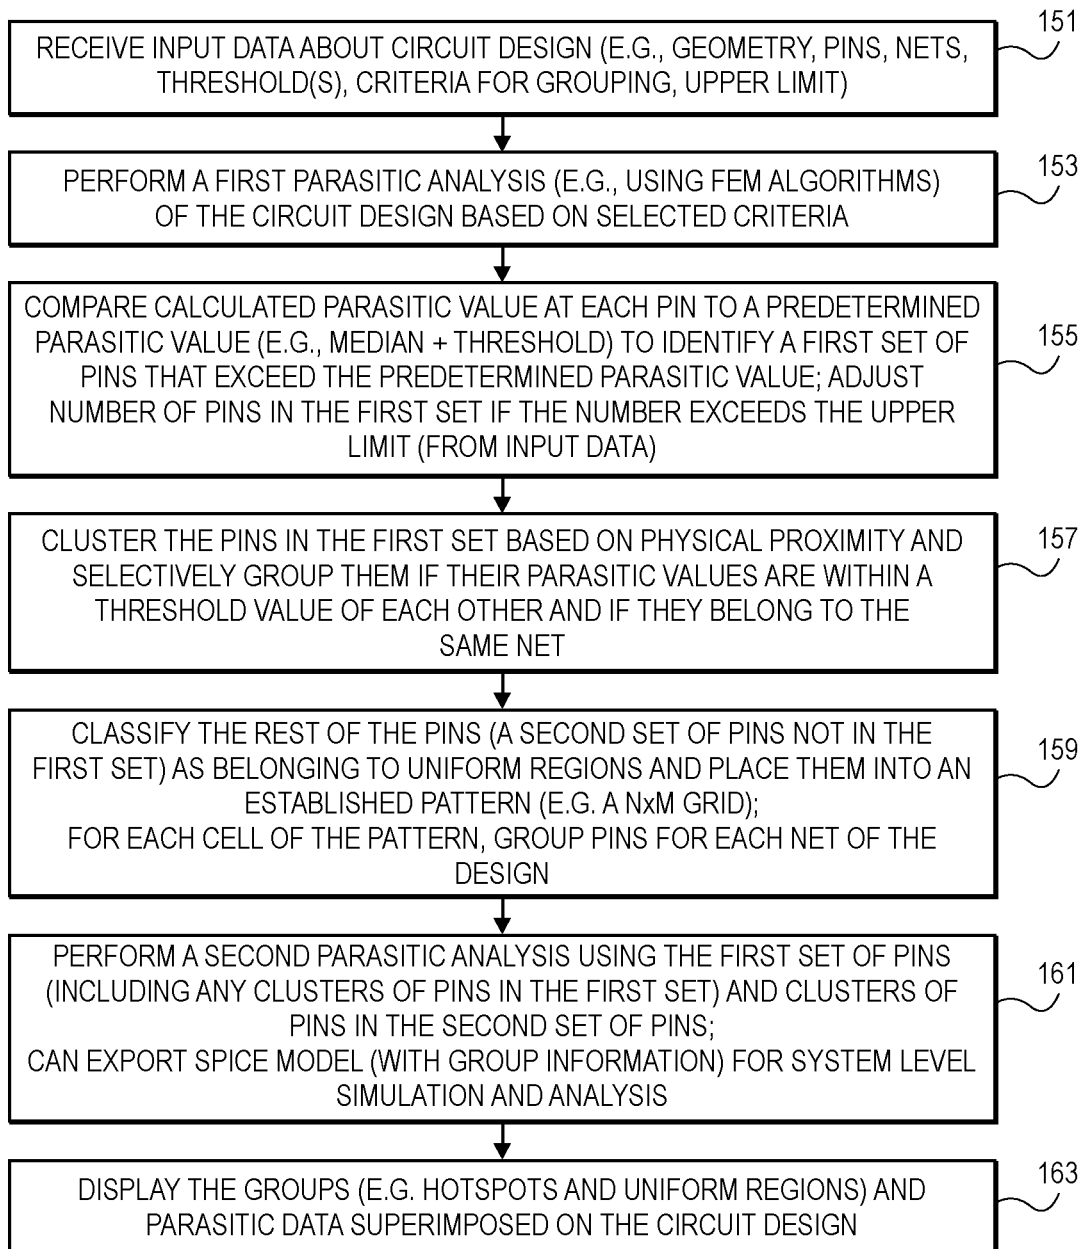 151
RECEIVE INPUT DATA ABOUT CIRCUIT DESIGN (E.G., GEOMETRY, PINS, NETS,
THRESHOLD(S), CRITERIA FOR GROUPING, UPPER LIMIT)
153
PERFORM A FIRST PARASITIC ANALYSIS (E.G., USING FEM ALGORITHMS)
OF THE CIRCUIT DESIGN BASED ON SELECTED CRITERIA
155
COMPARE CALCULATED PARASITIC VALUE AT EACH PIN TO A PREDETERMINED
PARASITIC VALUE (E.G., MEDIAN + THRESHOLD) TO IDENTIFY A FIRST SET OF
PINS THAT EXCEED THE PREDETERMINED PARASITIC VALUE; ADJUST
NUMBER OF PINS IN THE FIRST SET IF THE NUMBER EXCEEDS THE UPPER
LIMIT (FROM INPUT DATA)
157
CLUSTER THE PINS IN THE FIRST SET BASED ON PHYSICAL PROXIMITY AND
SELECTIVELY GROUP THEM IF THEIR PARASITIC VALUES ARE WITHIN A
THRESHOLD VALUE OF EACH OTHER AND IF THEY BELONG TO THE
SAME NET
159
CLASSIFY THE REST OF THE PINS (A SECOND SET OF PINS NOT IN THE
FIRST SET) AS BELONGING TO UNIFORM REGIONS AND PLACE THEM INTO AN
ESTABLISHED PATTERN (E.G. A NxM GRID);
FOR EACH CELL OF THE PATTERN, GROUP PINS FOR EACH NET OF THE
DESIGN
161
PERFORM A SECOND PARASITIC ANALYSIS USING THE FIRST SET OF PINS
(INCLUDING ANY CLUSTERS OF PINS IN THE FIRST SET) AND CLUSTERS OF
PINS IN THE SECOND SET OF PINS;
CAN EXPORT SPICE MODEL (WITH GROUP INFORMATION) FOR SYSTEM LEVEL
SIMULATION AND ANALYSIS
163
DISPLAY THE GROUPS (E.G. HOTSPOTS AND UNIFORM REGIONS) AND
PARASITIC DATA SUPERIMPOSED ON THE CIRCUIT DESIGN